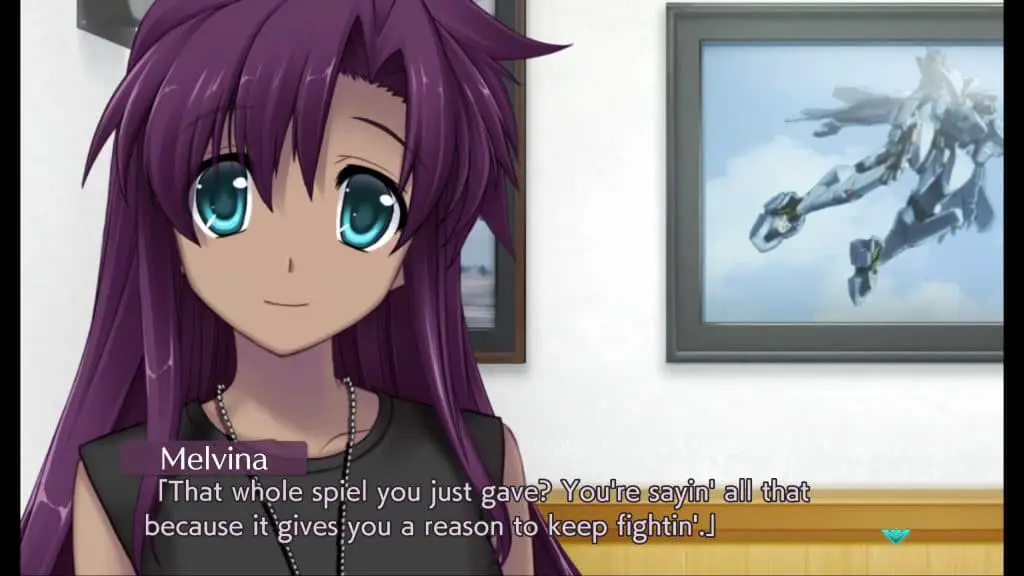 Melvina
「That whole spiel you just gave? You're sayin' all that
because it gives you a reason to keep fightin'.」